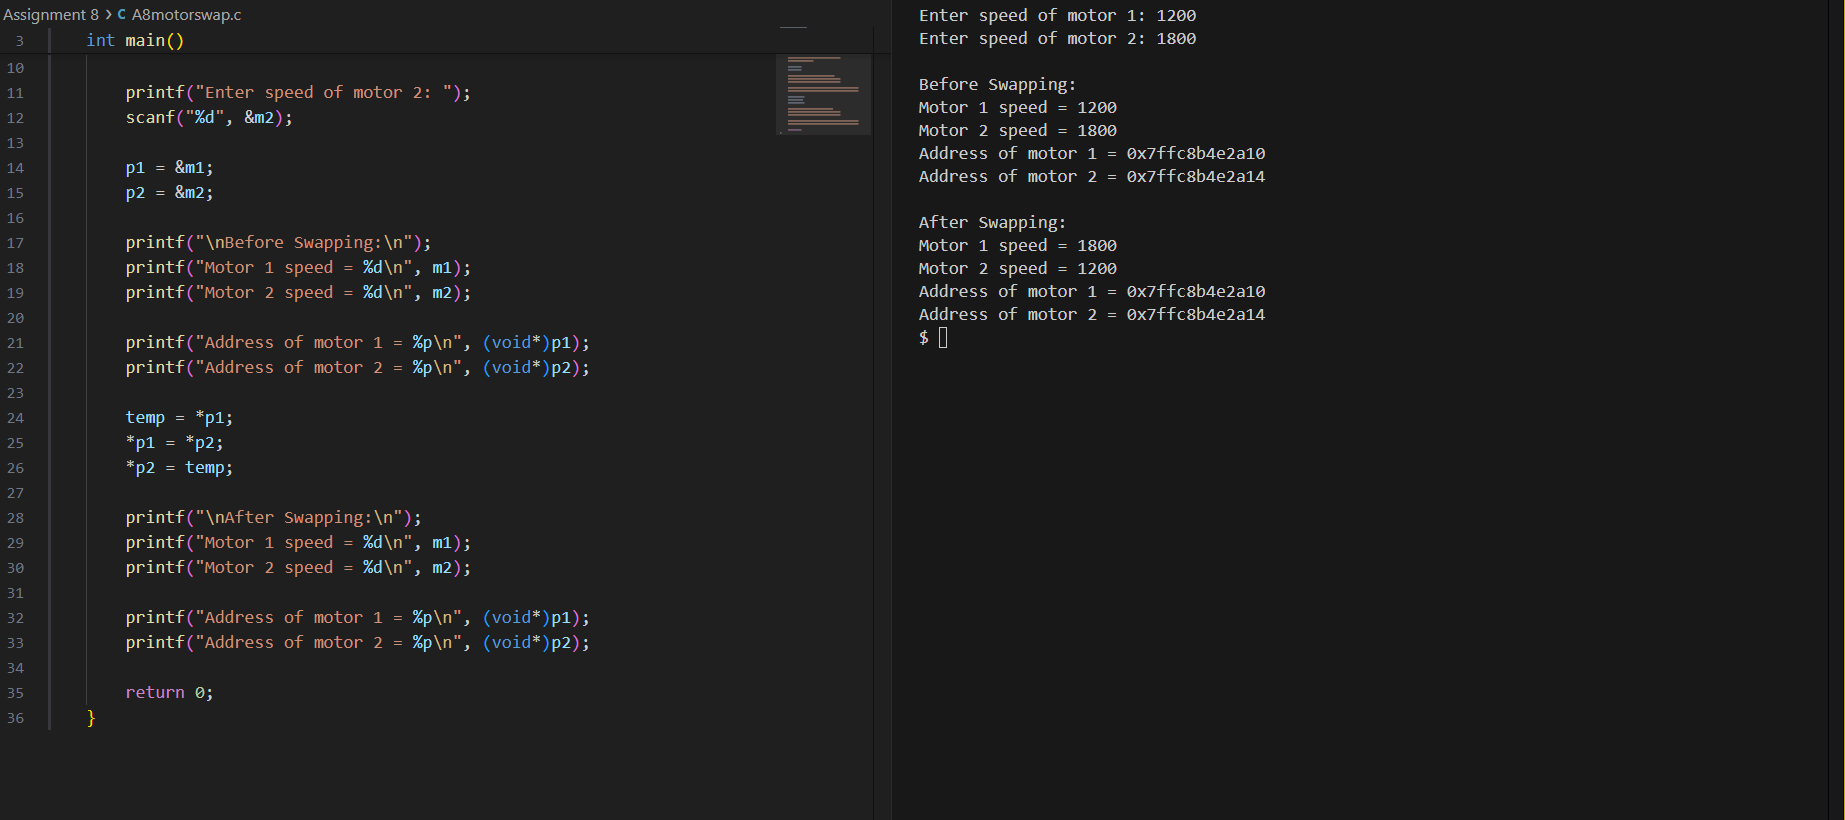 Assignment 8 > C A8motorswap.c
3 int main()
10
11 printf("Enter speed of motor 2: ");
12 scanf("%d", &m2);
13
14 p1 = &m1;
15 p2 = &m2;
16
17 printf("\nBefore Swapping:\n");
18 printf("Motor 1 speed = %d\n", m1);
19 printf("Motor 2 speed = %d\n", m2);
20
21 printf("Address of motor 1 = %p\n", (void*)p1);
22 printf("Address of motor 2 = %p\n", (void*)p2);
23
24 temp = *p1;
25 *p1 = *p2;
26 *p2 = temp;
27
28 printf("\nAfter Swapping:\n");
29 printf("Motor 1 speed = %d\n", m1);
30 printf("Motor 2 speed = %d\n", m2);
31
32 printf("Address of motor 1 = %p\n", (void*)p1);
33 printf("Address of motor 2 = %p\n", (void*)p2);
34
35 return 0;
36 }
Enter speed of motor 1: 1200
Enter speed of motor 2: 1800
Before Swapping:
Motor 1 speed = 1200
Motor 2 speed = 1800
Address of motor 1 = 0x7ffc8b4e2a10
Address of motor 2 = 0x7ffc8b4e2a14
After Swapping:
Motor 1 speed = 1800
Motor 2 speed = 1200
Address of motor 1 = 0x7ffc8b4e2a10
Address of motor 2 = 0x7ffc8b4e2a14
$